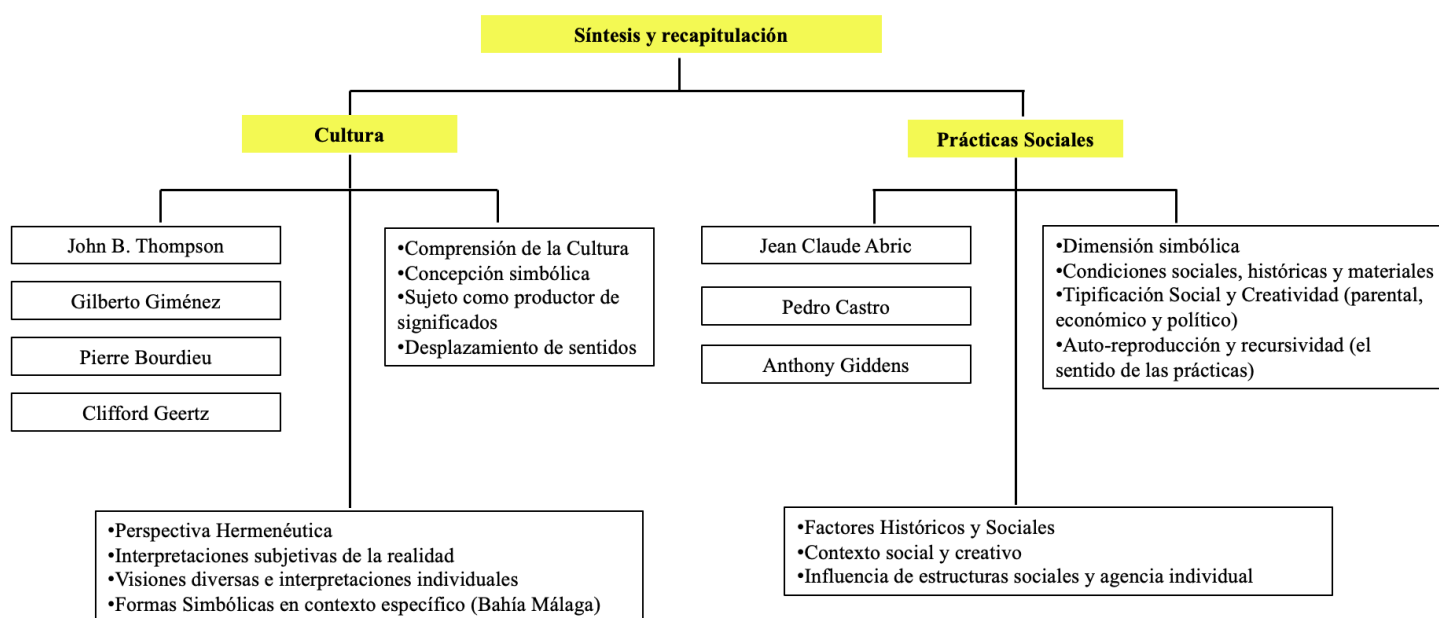 Síntesis y recapitulación
Cultura
John B. Thompson
Gilberto Giménez
Pierre Bourdieu
Clifford Geertz
•Comprensión de la Cultura
•Concepción simbólica
•Sujeto como productor de
significados
•Desplazamiento de sentidos
•Perspectiva Hermenéutica
•Interpretaciones subjetivas de la realidad
•Visiones diversas e interpretaciones individuales
•Formas Simbólicas en contexto específico (Bahía Málaga)
Prácticas Sociales
Jean Claude Abric
Pedro Castro
Anthony Giddens
•Dimensión simbólica
•Condiciones sociales, históricas y materiales
•Tipificación Social y Creatividad (parental,
económico y político)
•Auto-reproducción y recursividad (el
sentido de las prácticas)
•Factores Históricos y Sociales
•Contexto social y creativo
•Influencia de estructuras sociales y agencia individual